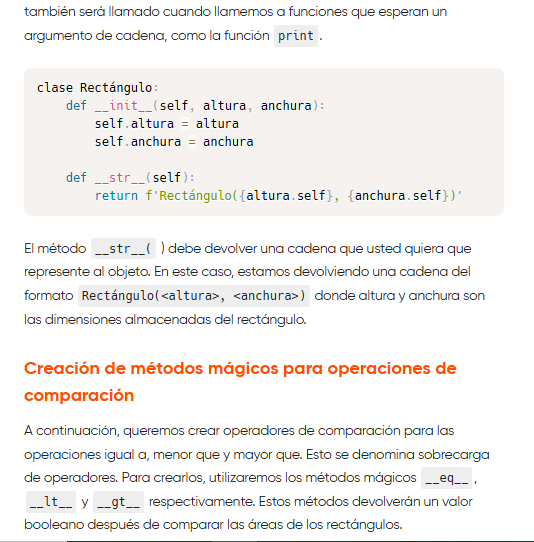 también será llamado cuando llamemos a funciones que esperan un
argumento de cadena, como la función print.
clase Rectángulo:
    def __init__(self, altura, anchura):
        self.altura = altura
        self.anchura = anchura
    def __str__(self):
        return f'Rectángulo({altura.self}, {anchura.self})'
El método __str__( ) debe devolver una cadena que usted quiera que
represente al objeto. En este caso, estamos devolviendo una cadena del
formato Rectángulo(<altura>, <anchura>) donde altura y anchura son
las dimensiones almacenadas del rectángulo.
Creación de métodos mágicos para operaciones de
comparación
A continuación, queremos crear operadores de comparación para las
operaciones igual a, menor que y mayor que. Esto se denomina sobrecarga
de operadores. Para crearlos, utilizaremos los métodos mágicos __eq__,
__lt__ y __gt__ respectivamente. Estos métodos devolverán un valor
booleano después de comparar las áreas de los rectángulos.